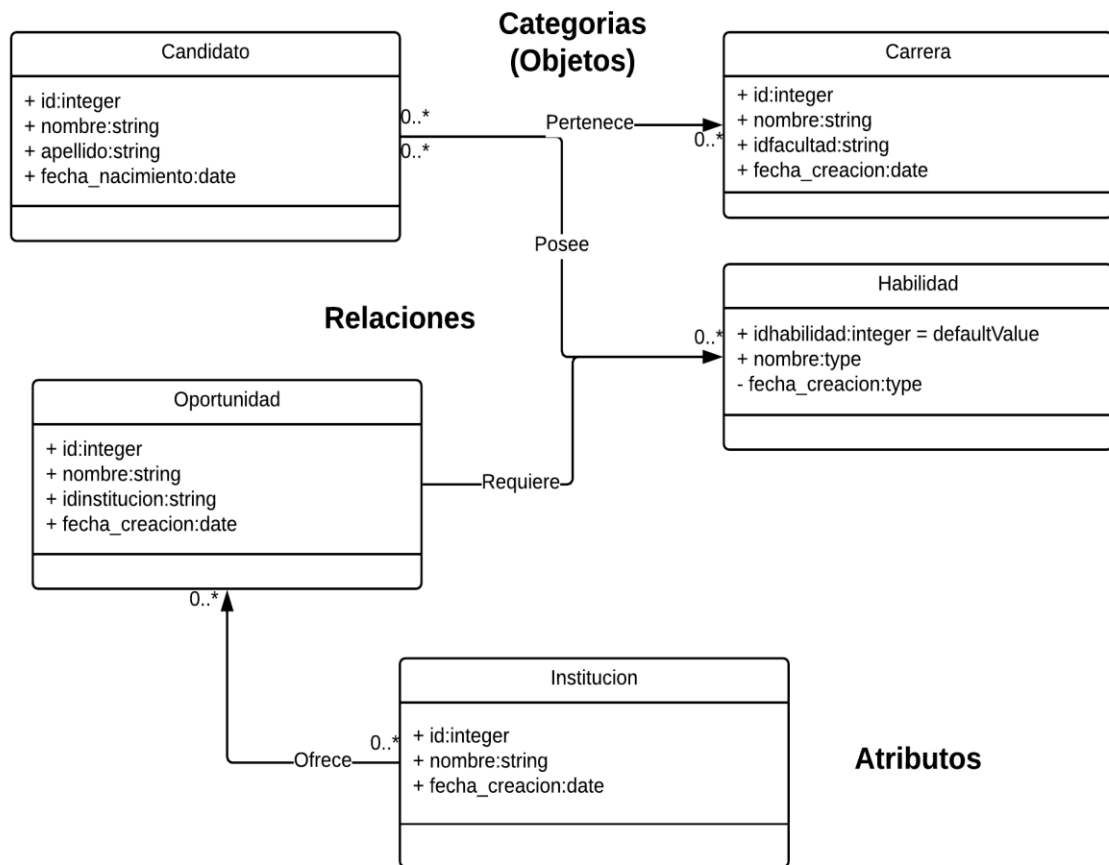 Categorias
(Objetos)
Candidato
+ id:integer
+ nombre:string
+ apellido:string
+ fecha_nacimiento:date
0..*
0..*
Pertenece
0..*
Carrera
+ id:integer
+ nombre:string
+ idfacultad:string
+ fecha_creacion:date
Posee
Relaciones
0..*
Habilidad
+ idhabilidad:integer = defaultValue
+ nombre:type
- fecha_creacion:type
Oportunidad
+ id:integer
+ nombre:string
+ idinstitucion:string
+ fecha_creacion:date
Requiere
0..*
Ofrece
0..*
Institucion
+ id:integer
+ nombre:string
+ fecha_creacion:date
Atributos